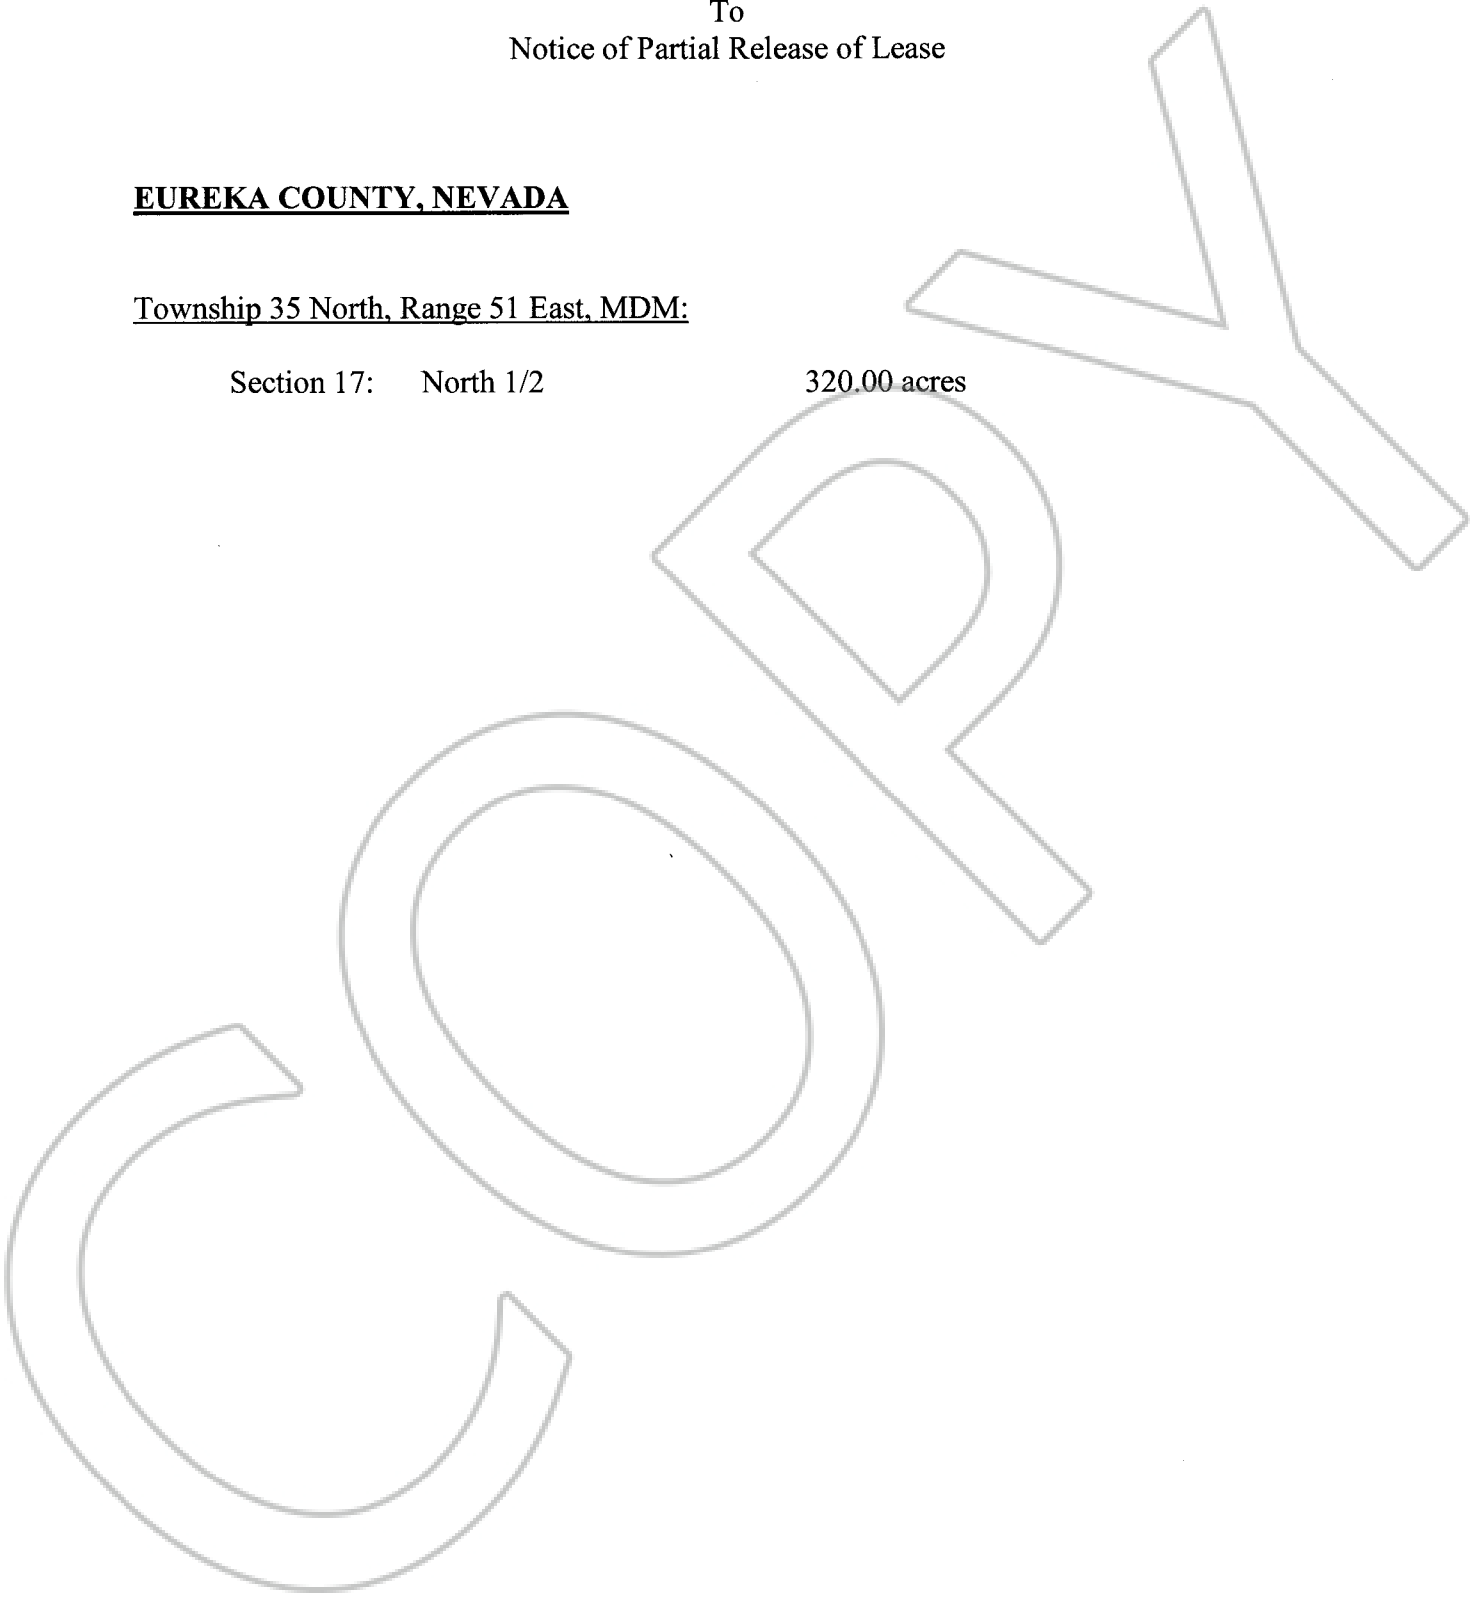 To
Notice of Partial Release of Lease
EUREKA COUNTY, NEVADA
Township 35 North, Range 51 East, MDM:
Section 17: North 1/2 320.00 acres
COPY